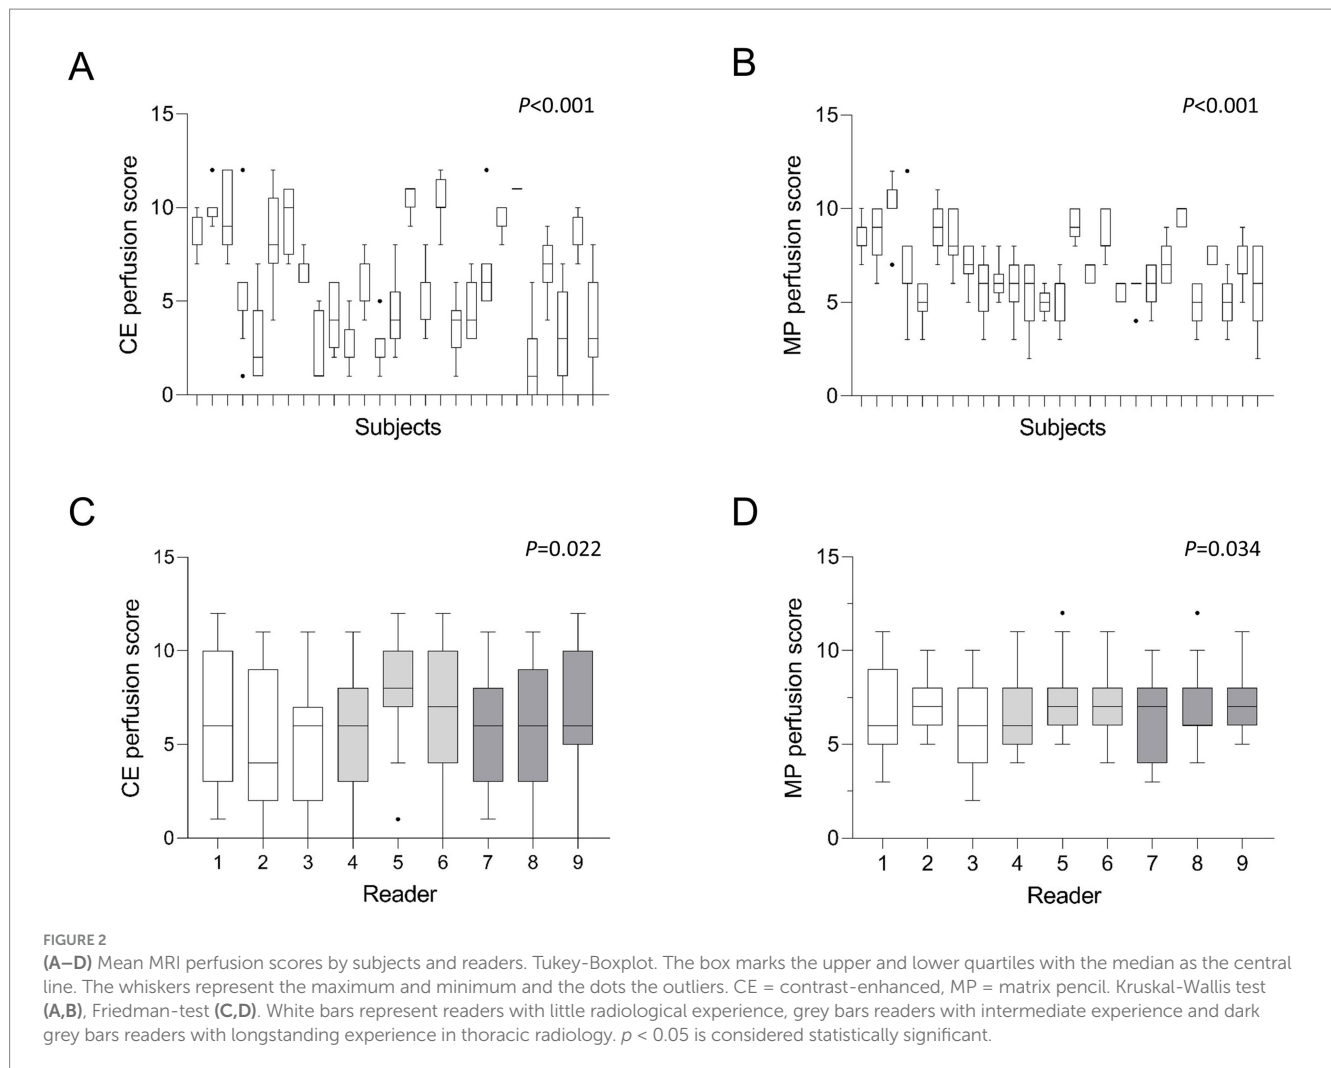 A
P<0.001
CE perfusion score
15
10
5
0
Subjects
B
P<0.001
MP perfusion score
15
10
5
0
Subjects
C
P=0.022
CE perfusion score
15
10
5
0
1 2 3 4 5 6 7 8 9
Reader
D
P=0.034
MP perfusion score
15
10
5
0
1 2 3 4 5 6 7 8 9
Reader
FIGURE 2
(A–D) Mean MRI perfusion scores by subjects and readers. Tukey-Boxplot. The box marks the upper and lower quartiles with the median as the central
line. The whiskers represent the maximum and minimum and the dots the outliers. CE = contrast-enhanced, MP = matrix pencil. Kruskal-Wallis test
(A,B), Friedman-test (C,D). White bars represent readers with little radiological experience, grey bars readers with intermediate experience and dark
grey bars readers with longstanding experience in thoracic radiology. p < 0.05 is considered statistically significant.